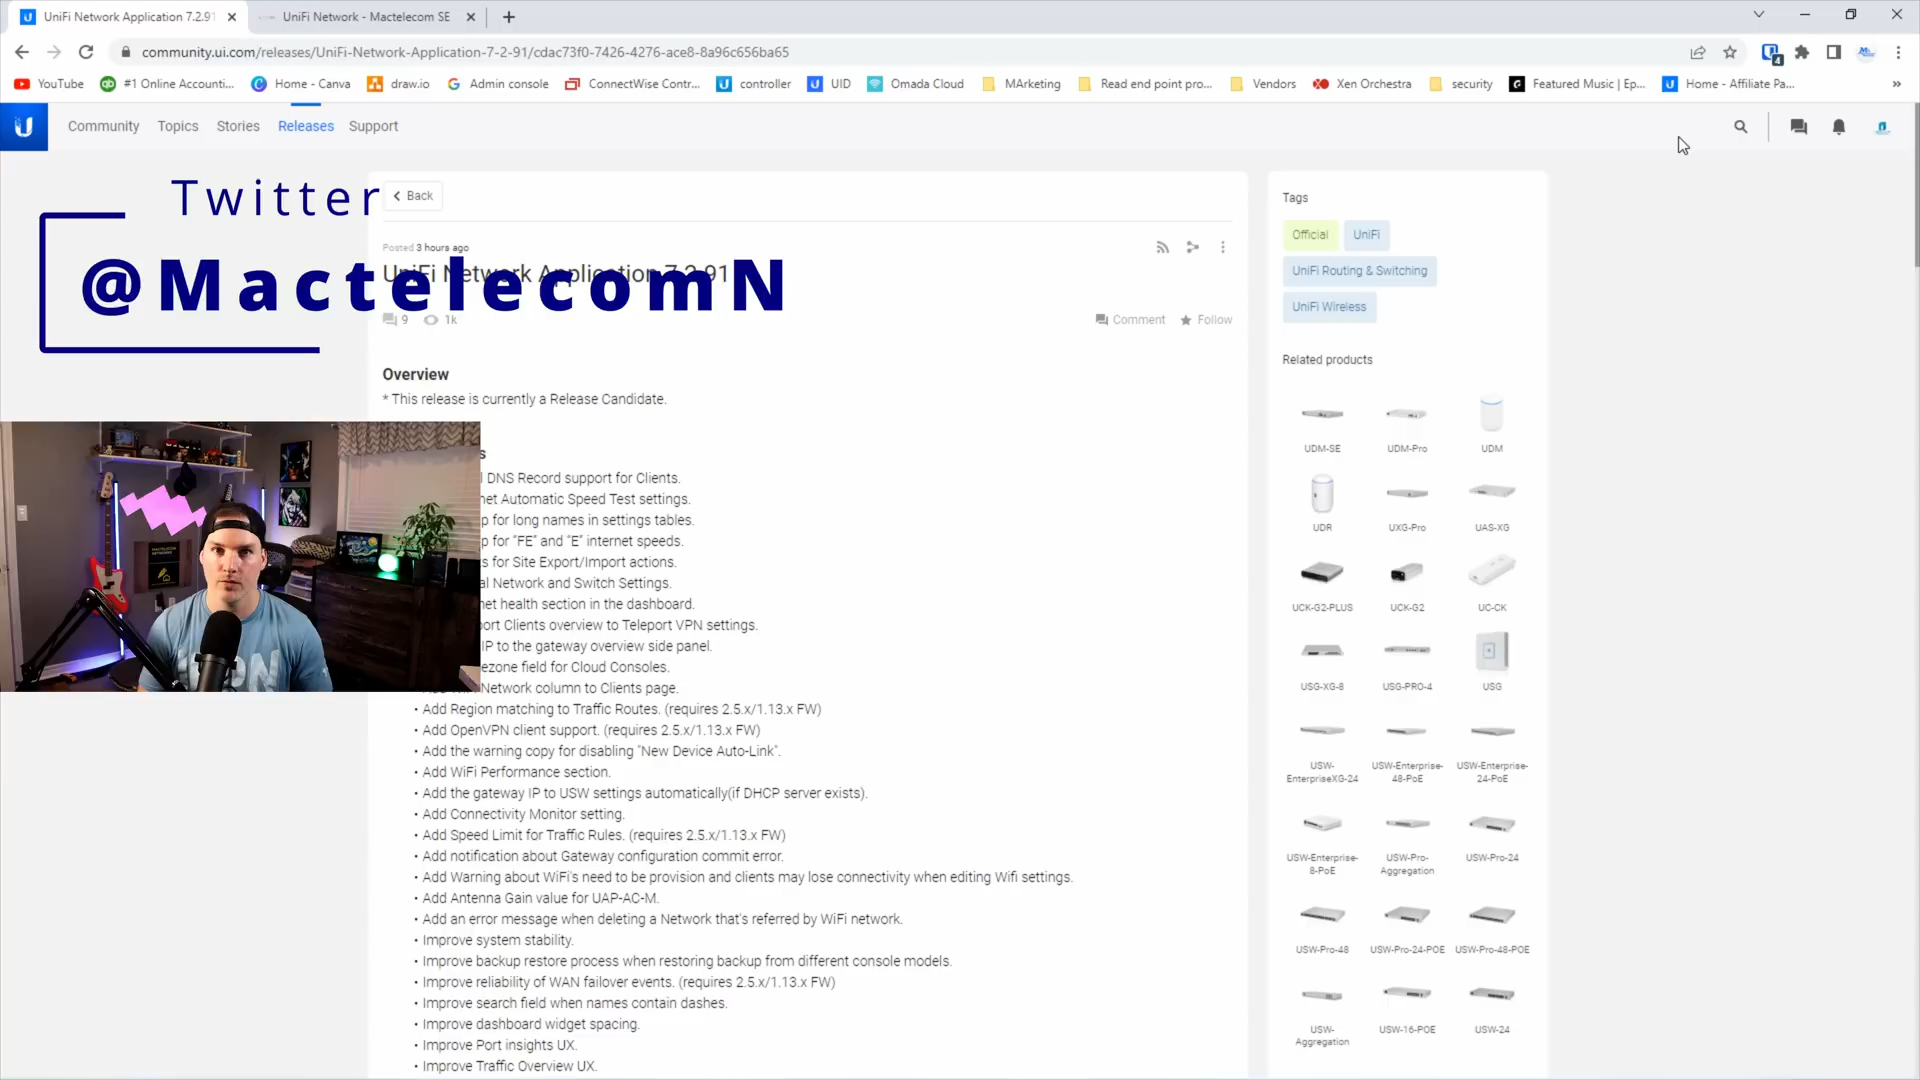 UniFi Network Application 7.2.91
UniFi Network - Mactelecom SE
community.ui.com/releases/UniFi-Network-Application-7-2-91/cdac73f0-7426-4276-ace8-8a96c656ba65
4
YouTube
#1 Online Accounti...
Home - Canva
draw.io
Admin console
ConnectWise Contr...
controller
UID
Omada Cloud
MArketing
Read end point pro...
Vendors
Xen Orchestra
security
Featured Music | Ep...
Home - Affiliate Pa...
Community
Topics
Stories
Releases
Support
Twitter
@MactelecomN
Back
Posted 3 hours ago
UniFi Network Application 7.2.91
9
1k
Comment
Follow
Overview
* This release is currently a Release Candidate.
s
l DNS Record support for Clients.
net Automatic Speed Test settings.
p for long names in settings tables.
p for "FE" and "E" internet speeds.
s for Site Export/Import actions.
al Network and Switch Settings.
net health section in the dashboard.
port Clients overview to Teleport VPN settings.
IP to the gateway overview side panel.
ezone field for Cloud Consoles.
Network column to Clients page.
• Add Region matching to Traffic Routes. (requires 2.5.x/1.13.x FW)
• Add OpenVPN client support. (requires 2.5.x/1.13.x FW)
• Add the warning copy for disabling "New Device Auto-Link".
• Add WiFi Performance section.
• Add the gateway IP to USW settings automatically(if DHCP server exists).
• Add Connectivity Monitor setting.
• Add Speed Limit for Traffic Rules. (requires 2.5.x/1.13.x FW)
• Add notification about Gateway configuration commit error.
• Add Warning about WiFi's need to be provision and clients may lose connectivity when editing Wifi settings.
• Add Antenna Gain value for UAP-AC-M.
• Add an error message when deleting a Network that's referred by WiFi network.
• Improve system stability.
• Improve backup restore process when restoring backup from different console models.
• Improve reliability of WAN failover events. (requires 2.5.x/1.13.x FW)
• Improve search field when names contain dashes.
• Improve dashboard widget spacing.
• Improve Port insights UX.
• Improve Traffic Overview UX.
Tags
Official
UniFi
UniFi Routing & Switching
UniFi Wireless
Related products
UDM-SE
UDM-Pro
UDM
UDR
UXG-Pro
UAS-XG
UCK-G2-PLUS
UCK-G2
UC-CK
USG-XG-8
USG-PRO-4
USG
USW-
EnterpriseXG-24
USW-Enterprise-
48-PoE
USW-Enterprise-
24-PoE
USW-Enterprise-
8-PoE
USW-Pro-
Aggregation
USW-Pro-24
USW-Pro-48
USW-Pro-24-POE
USW-Pro-48-POE
USW-
Aggregation
USW-16-POE
USW-24